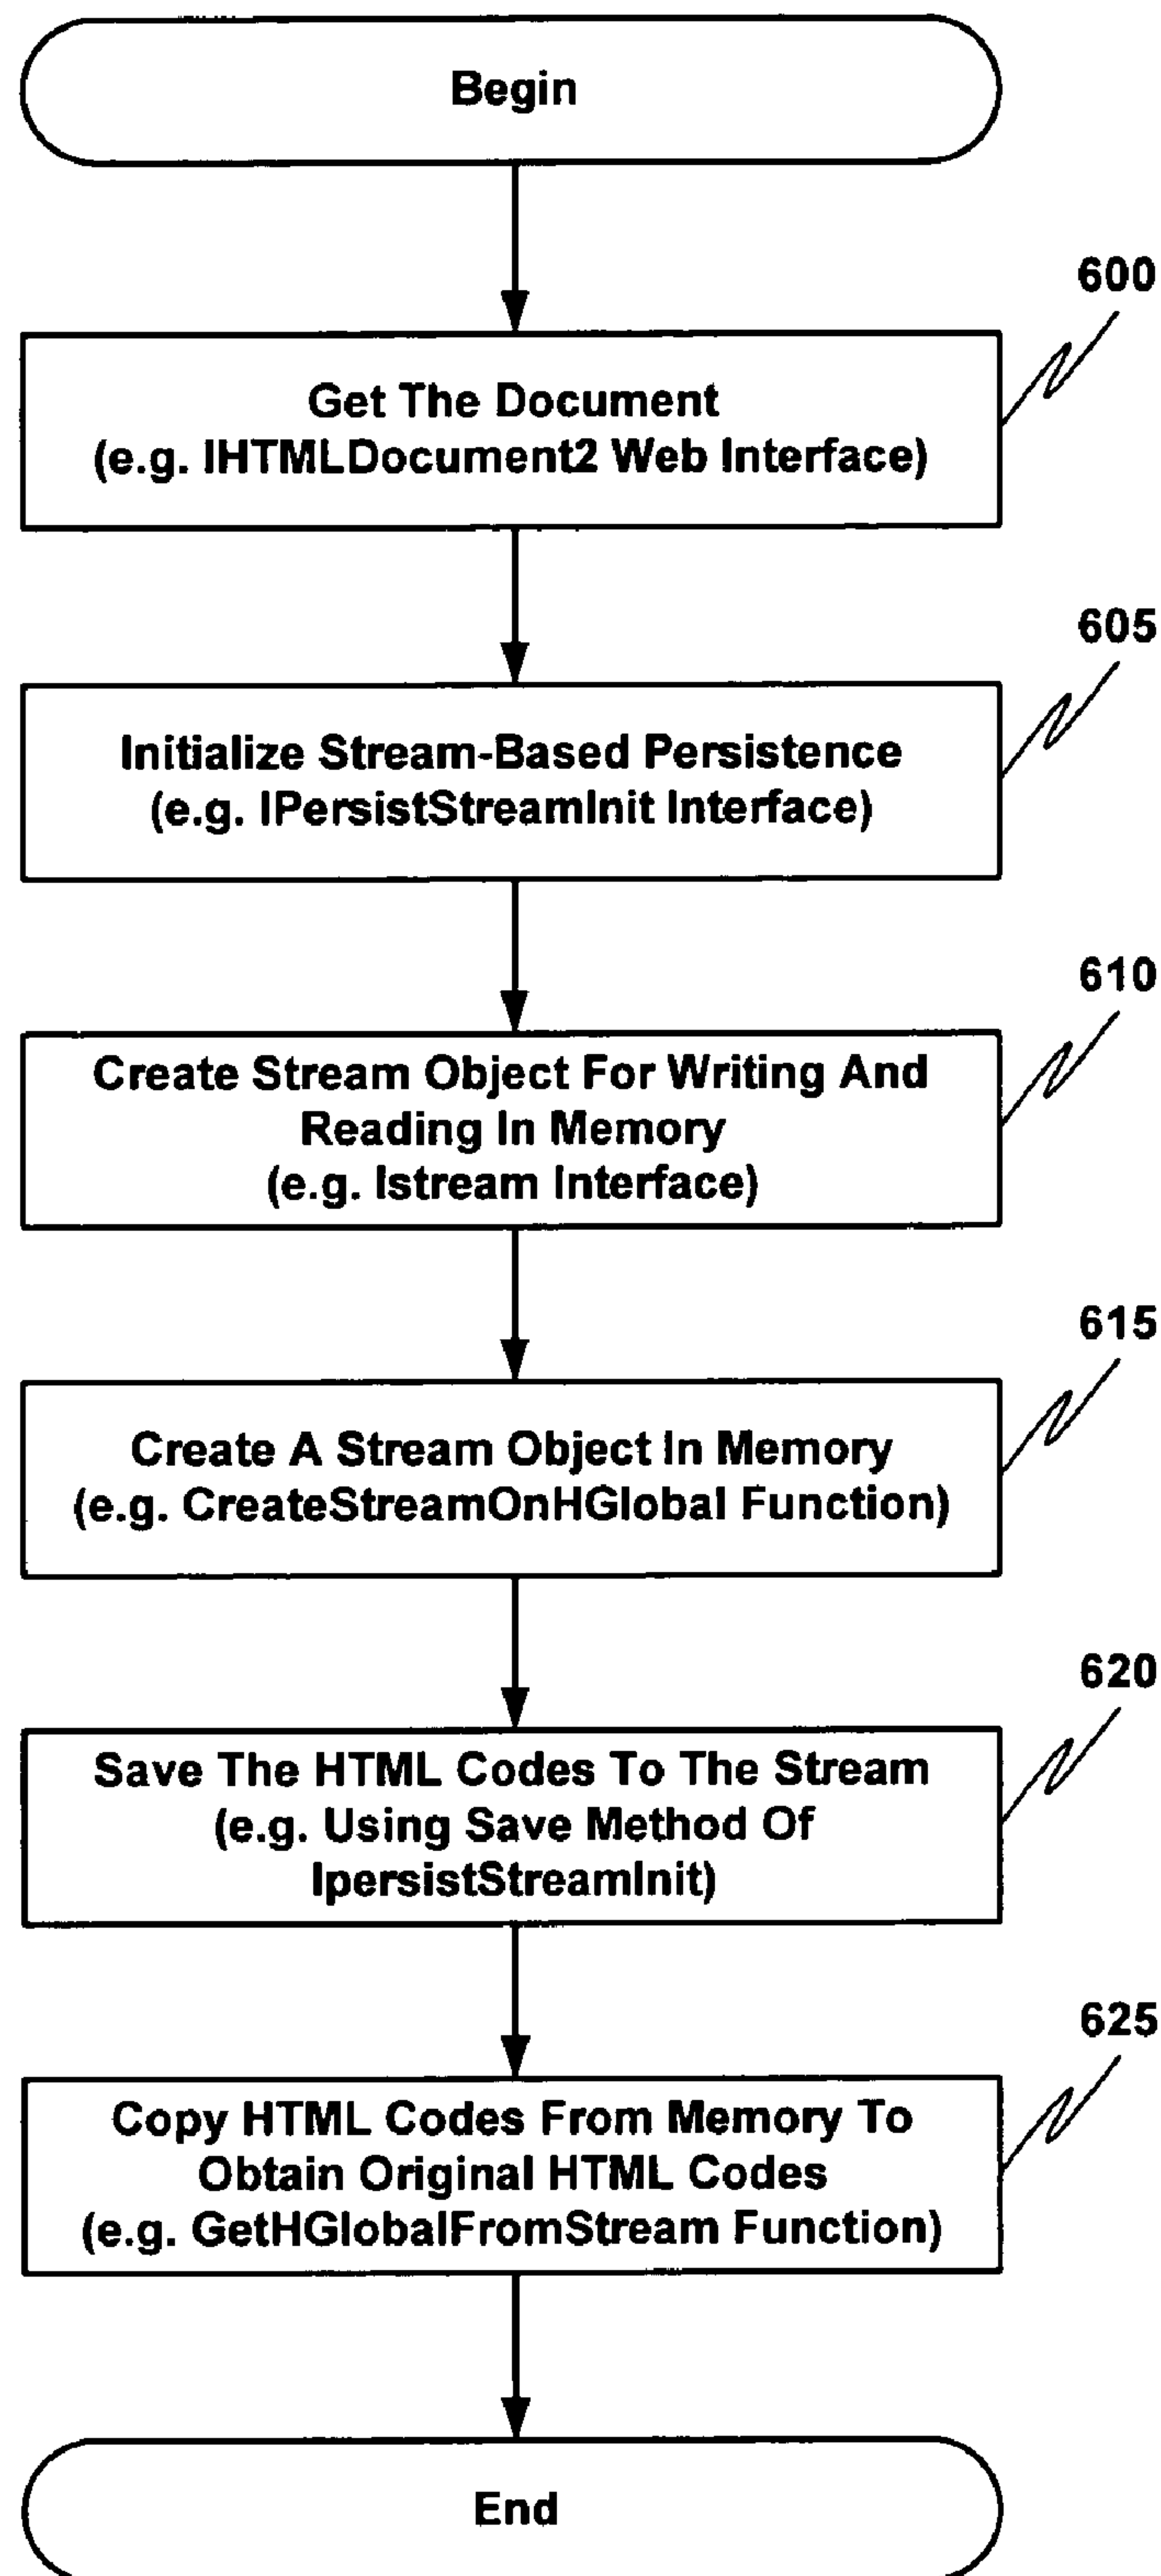 Begin
600
Get The Document
(e.g. IHTMLDocument2 Web Interface)
605
Initialize Stream-Based Persistence
(e.g. IPersistStreamInit Interface)
610
Create Stream Object For Writing And
Reading In Memory
(e.g. Istream Interface)
615
Create A Stream Object In Memory
(e.g. CreateStreamOnHGlobal Function)
620
Save The HTML Codes To The Stream
(e.g. Using Save Method Of
IpersistStreamInit)
625
Copy HTML Codes From Memory To
Obtain Original HTML Codes
(e.g. GetHGlobalFromStream Function)
End